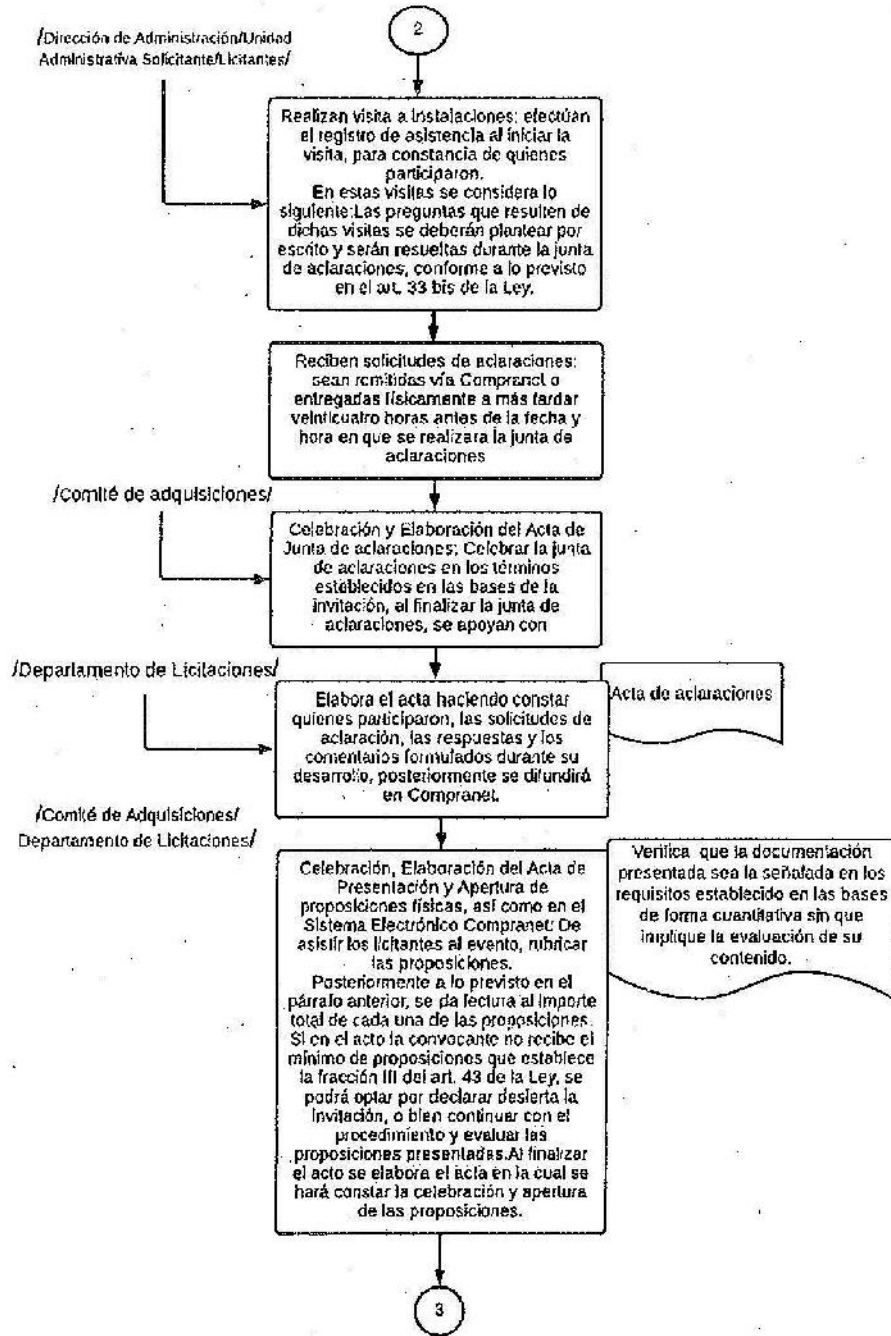 2
/Dirección de Administración/Unidad
Administrativa Solicitante/Licitantes/
Realizan visita a instalaciones: efectúan
el registro de asistencia al iniciar la
visita, para constancia de quienes
participaron.
En estas visitas se considera lo
siguiente:Las preguntas que resulten de
dichas visitas se deberán plantear por
escrito y serán resueltas durante la junta
de aclaraciones, conforme a lo previsto
en el art. 33 bis de la Ley.
Reciben solicitudes de aclaraciones:
sean remitidas vía Compranet o
entregadas físicamente a más tardar
veinticuatro horas antes de la fecha y
hora en que se realizara la junta de
aclaraciones
/Comité de adquisiciones/
Celebración y Elaboración del Acta de
Junta de aclaraciones: Celebrar la junta
de aclaraciones en los términos
establecidos en las bases de la
invitación, al finalizar la junta de
aclaraciones, se apoyan con
/Departamento de Licitaciones/
Elabora el acta haciendo constar
quienes participaron, las solicitudes de
aclaración, las respuestas y los
comentarios formulados durante su
desarrollo, posteriormente se difundirá
en Compranet.
Acta de aclaraciones
/Comité de Adquisiciones/
Departamento de Licitaciones/
Celebración, Elaboración del Acta de
Presentación y Apertura de
proposiciones físicas, así como en el
Sistema Electrónico Compranet: De
asistir los licitantes al evento, rubricar
las proposiciones.
Posteriormente a lo previsto en el
párrafo anterior, se da lectura al importe
total de cada una de las proposiciones.
Si en el acto la convocante no recibe el
mínimo de proposiciones que establece
la fracción III del art. 43 de la Ley, se
podrá optar por declarar desierta la
invitación, o bien continuar con el
procedimiento y evaluar las
proposiciones presentadas.Al finalizar
el acto se elabora el acta en la cual se
hará constar la celebración y apertura
de las proposiciones.
Verifica que la documentación
presentada sea la señalada en los
requisitos establecido en las bases
de forma cuantitativa sin que
implique la evaluación de su
contenido.
3